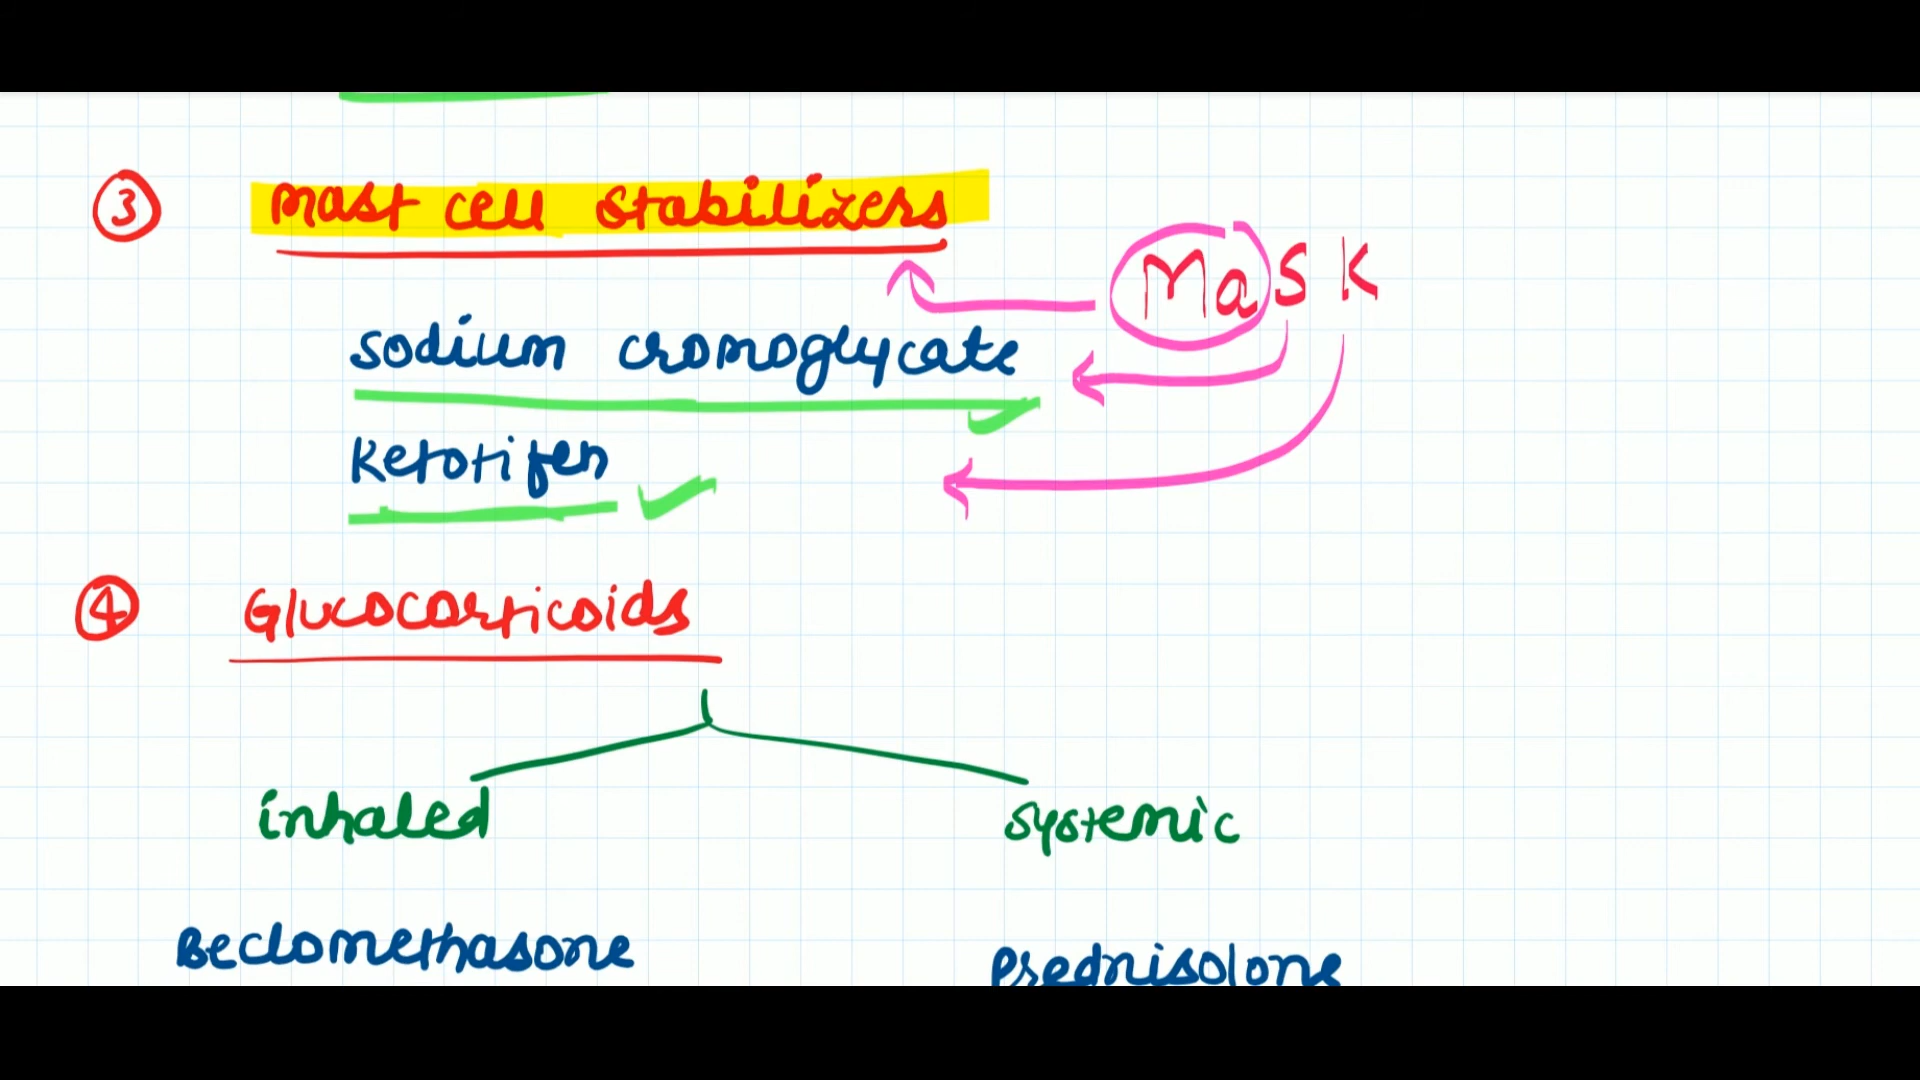 3 Mast cell stabilizers
MaSK
sodium cromoglycate
Ketotifen
4 Glucocorticoids
inhaled systemic
Beclomethasone Prednisolone